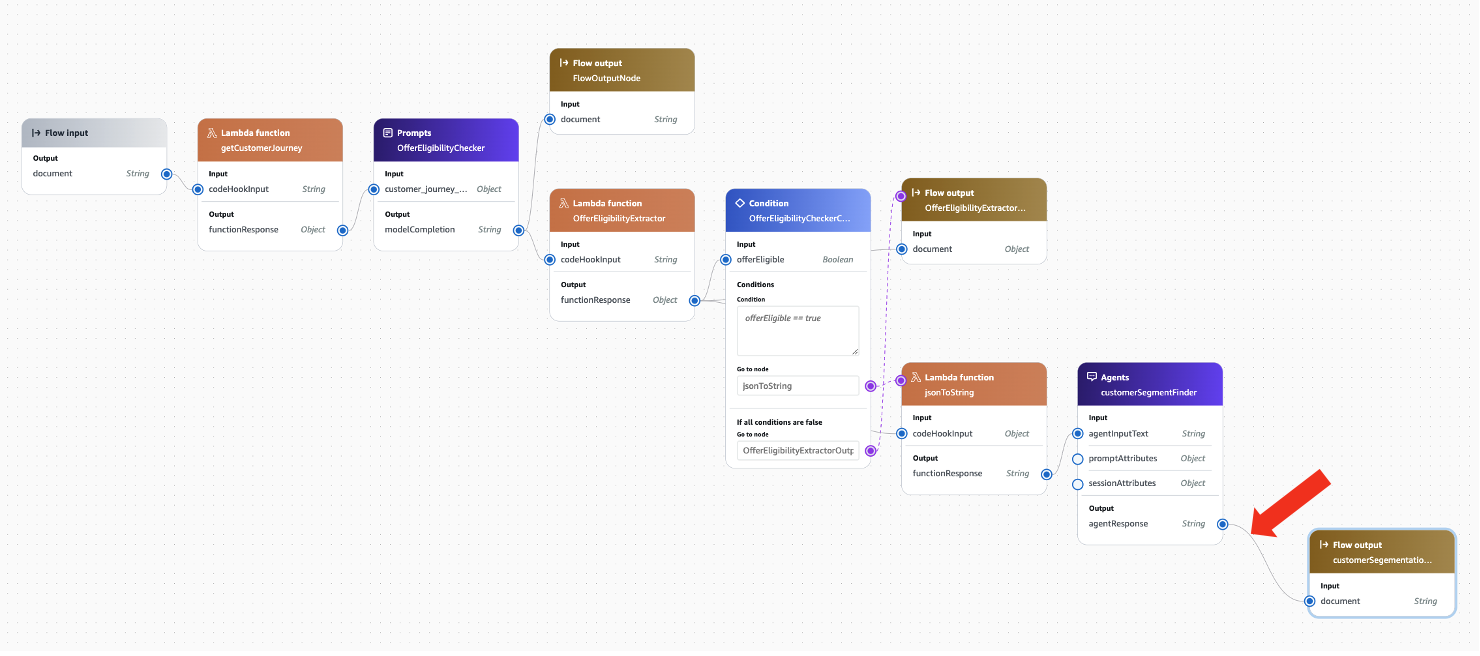 Flow input
Output
document String
Lambda function
getCustomerJourney
Input
codeHookInput String
Output
functionResponse Object
Prompts
OfferEligibilityChecker
Input
customer_journey_... Object
Output
modelCompletion String
Flow output
FlowOutputNode
Input
document String
Lambda function
OfferEligibilityExtractor
Input
codeHookInput String
Output
functionResponse Object
Condition
OfferEligibilityCheckerC...
Input
offerEligible Boolean
Conditions
Condition
offerEligible == true
Go to node
jsonToString
If all conditions are false
Go to node
OfferEligibilityExtractorOutp
Flow output
OfferEligibilityExtractor...
Input
document Object
Lambda function
jsonToString
Input
codeHookInput Object
Output
functionResponse String
Agents
customerSegmentFinder
Input
agentInputText String
promptAttributes Object
sessionAttributes Object
Output
agentResponse String
Flow output
customerSegementatio...
Input
document String